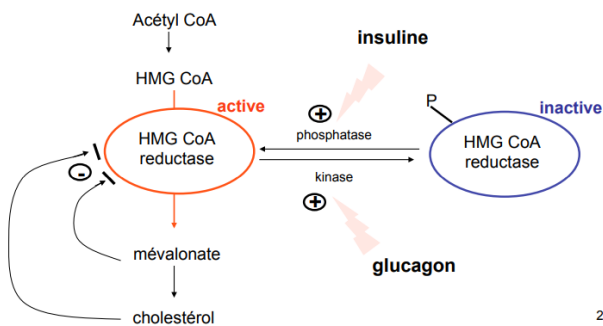 Acétyl CoA
insuline
HMG CoA
active
P
inactive
+
HMG CoA
reductase
phosphatase
HMG CoA
reductase
-
kinase
+
mévalonate
glucagon
cholestérol
2